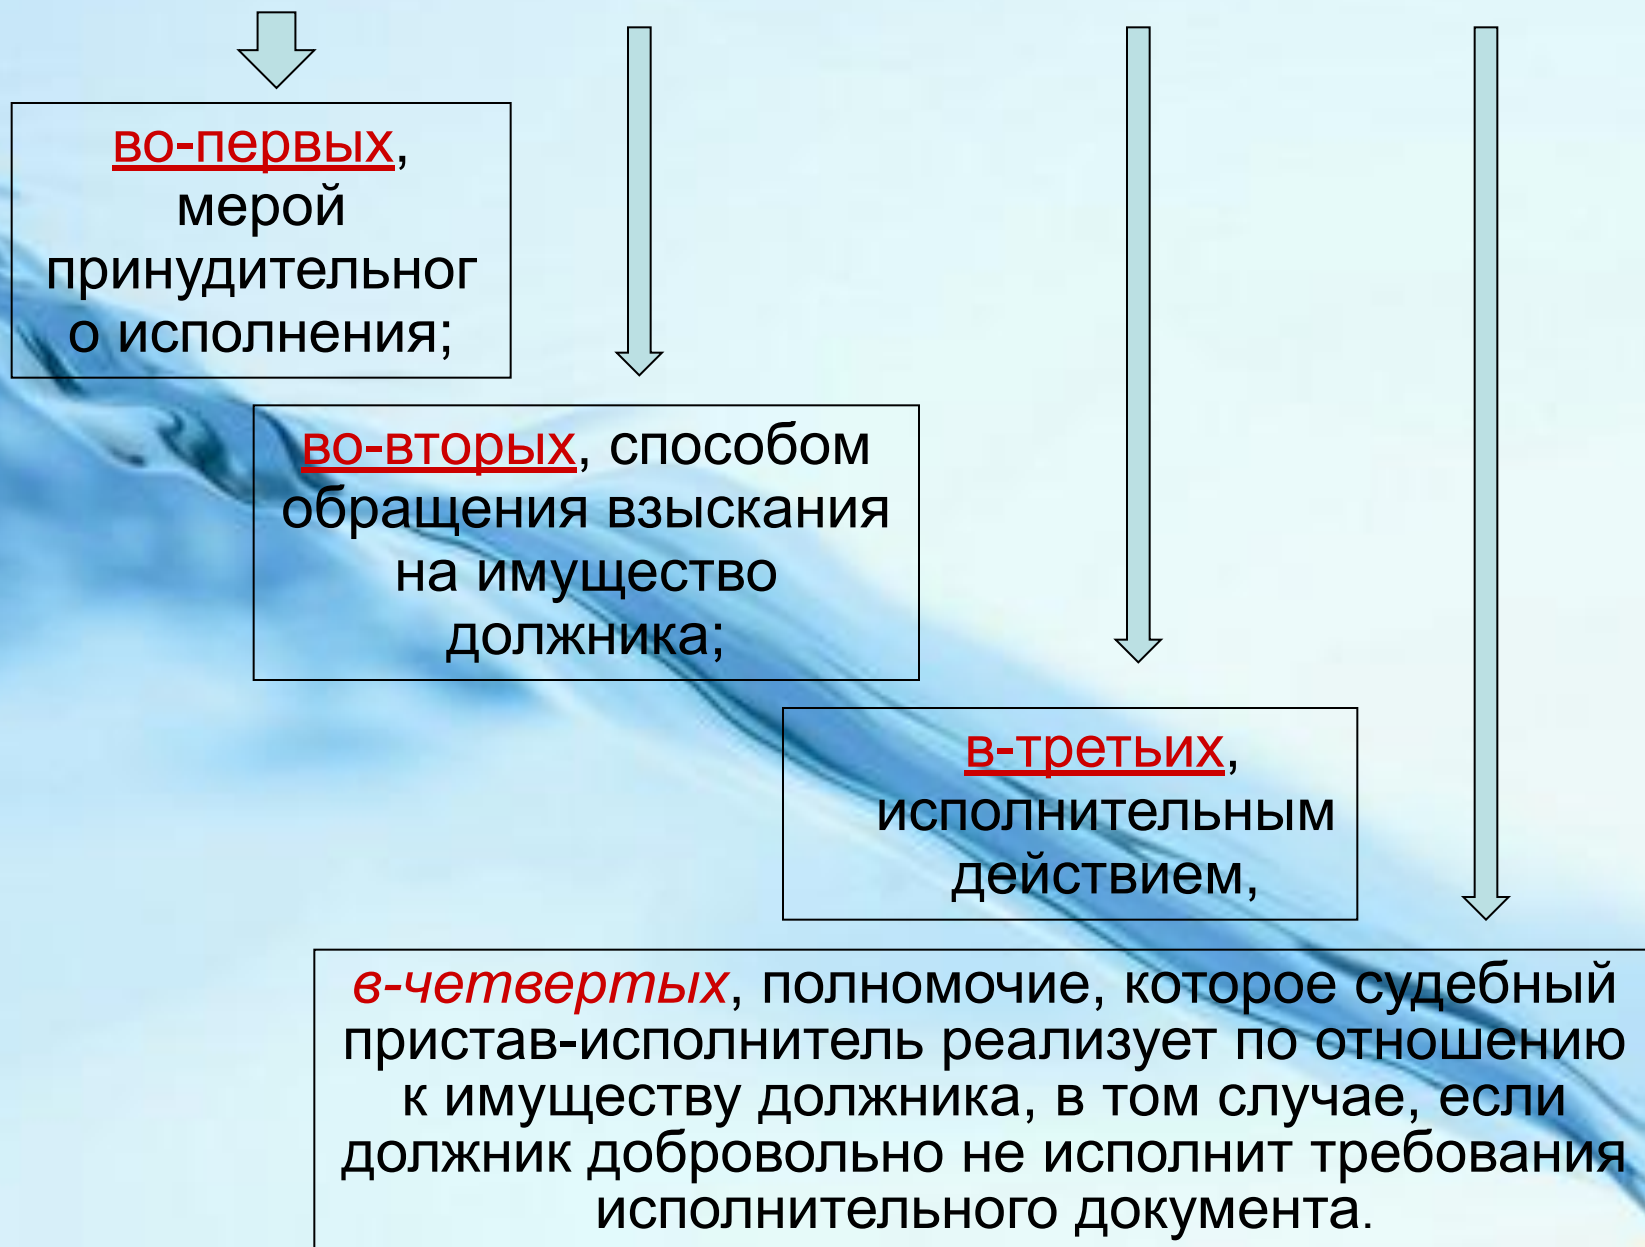 во-первых,
мерой
принудительног
о исполнения;
во-вторых, способом
обращения взыскания
на имущество
должника;
в-третьих,
исполнительным
действием,
в-четвертых, полномочие, которое судебный
пристав-исполнитель реализует по отношению
к имуществу должника, в том случае, если
должник добровольно не исполнит требования
исполнительного документа.